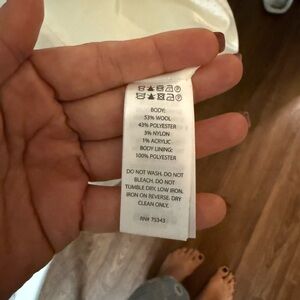 BODY:
53% WOOL
43% POLYESTER
3% NYLON
1% ACRYLIC
BODY LINING:
100% POLYESTER
DO NOT WASH. DO NOT
BLEACH. DO NOT
TUMBLE DRY. LOW IRON.
IRON ON REVERSE. DRY
CLEAN ONLY.
RN# 75343